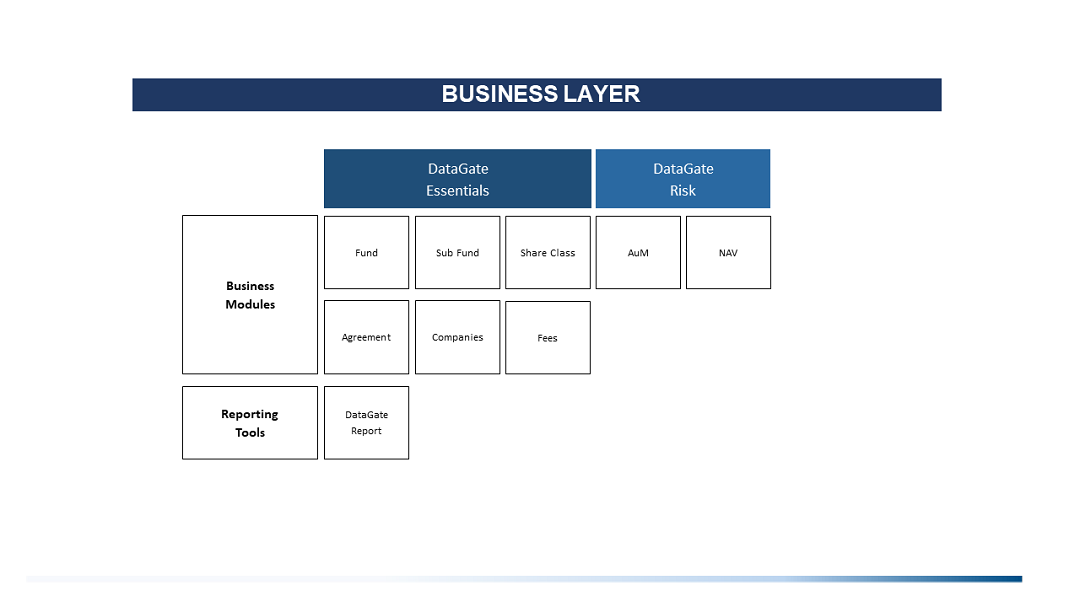 BUSINESS LAYER
DataGate
Essentials
DataGate
Risk
Business
Modules
Fund
Sub Fund
Share Class
AuM
NAV
Agreement
Companies
Fees
Reporting
Tools
DataGate
Report